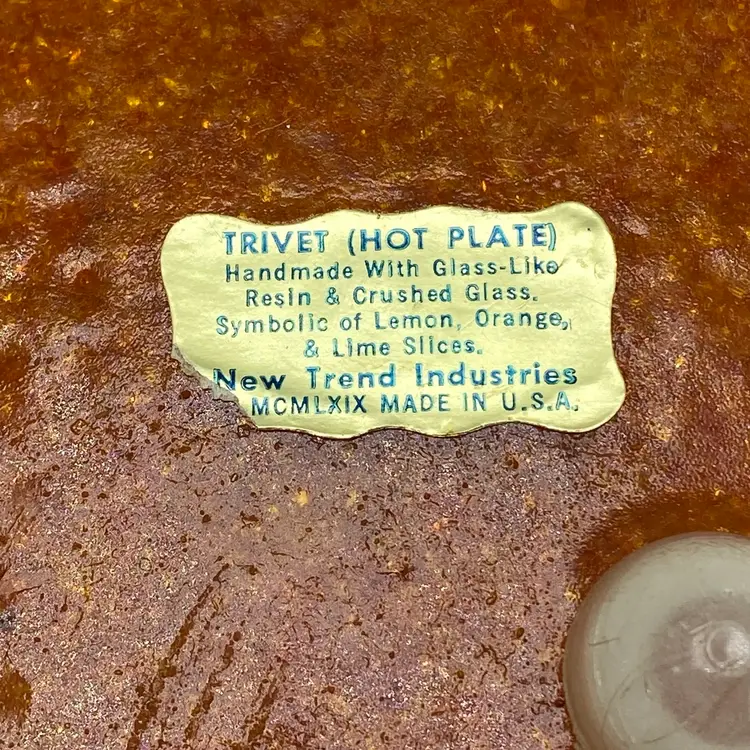 TRIVET (HOT PLATE)
Handmade With Glass-Like
Resin & Crushed Glass.
Symbolic of Lemon, Orange,
& Lime Slices.
New Trend Industries
MCMLXIX MADE IN U.S.A.